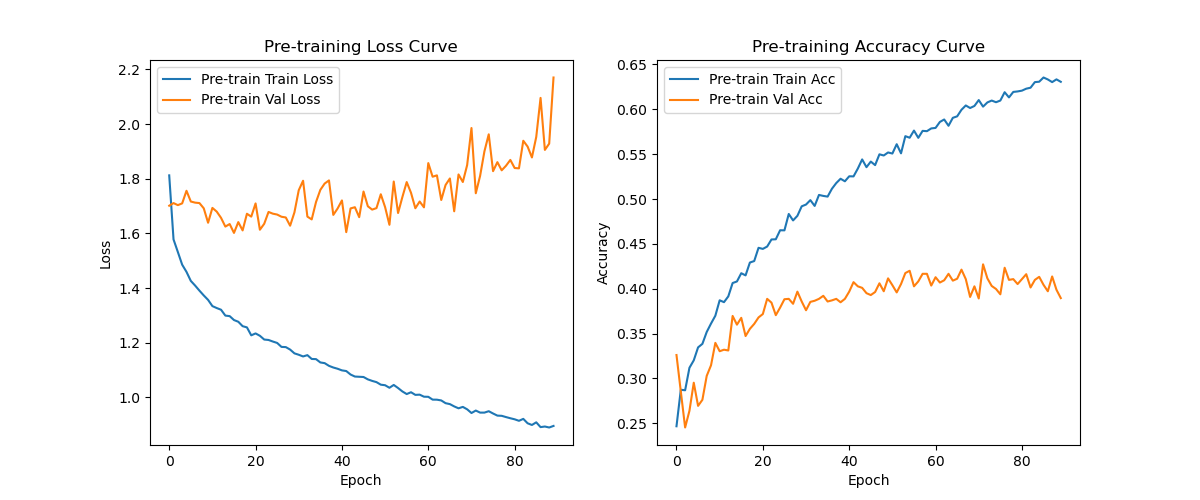 Pre-training Loss Curve
Pre-train Train Loss
Pre-train Val Loss
2.2
2.0
1.8
1.6
1.4
1.2
1.0
Loss
0 20 40 60 80
Epoch
Pre-training Accuracy Curve
Pre-train Train Acc
Pre-train Val Acc
0.65
0.60
0.55
0.50
0.45
0.40
0.35
0.30
0.25
Accuracy
0 20 40 60 80
Epoch